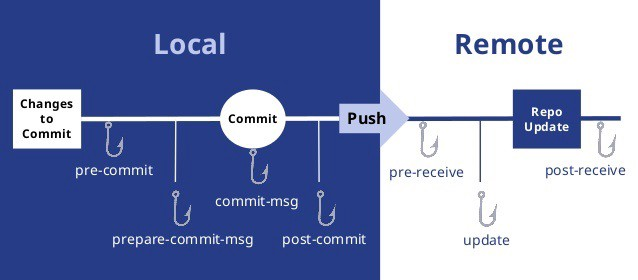 Local
Remote
Changes
to
Commit
Commit
Push
Repo
Update
pre-commit
commit-msg
prepare-commit-msg
post-commit
pre-receive
post-receive
update